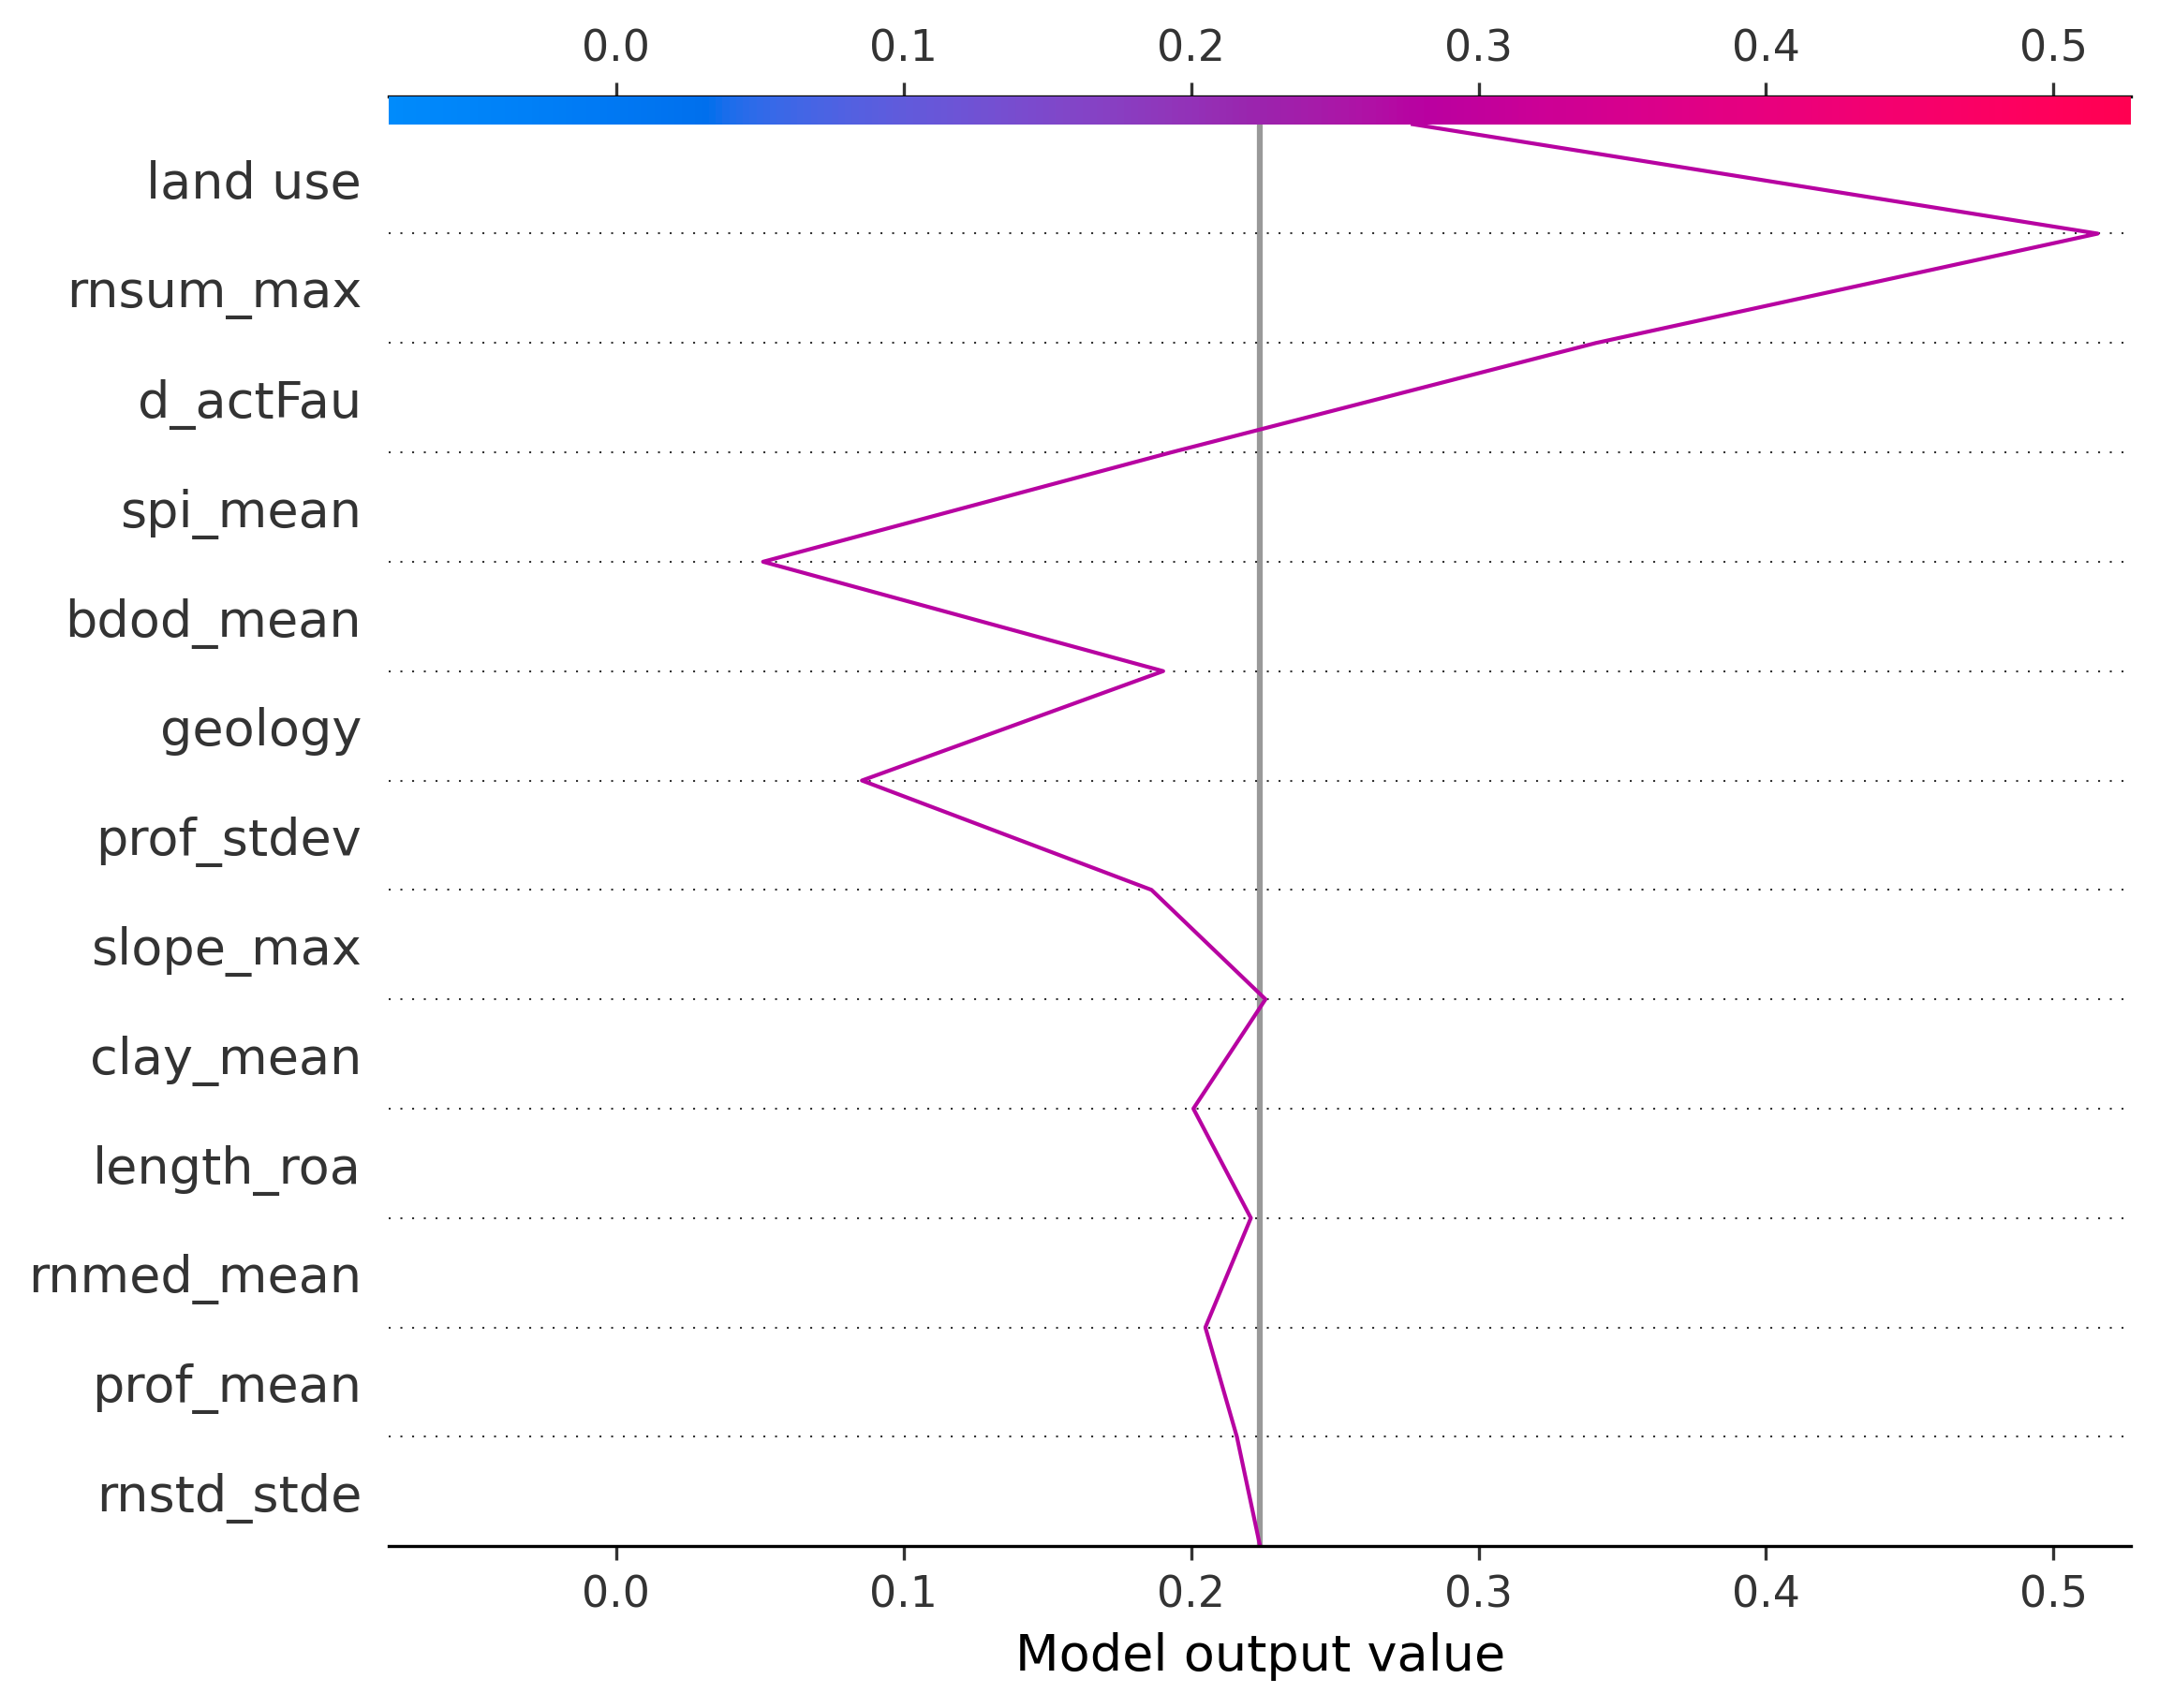 0.0 0.1 0.2 0.3 0.4 0.5
land use
rnsum_max
d_actFau
spi_mean
bdod_mean
geology
prof_stdev
slope_max
clay_mean
length_roa
rnmed_mean
prof_mean
rnstd_stde
0.0 0.1 0.2 0.3 0.4 0.5
Model output value